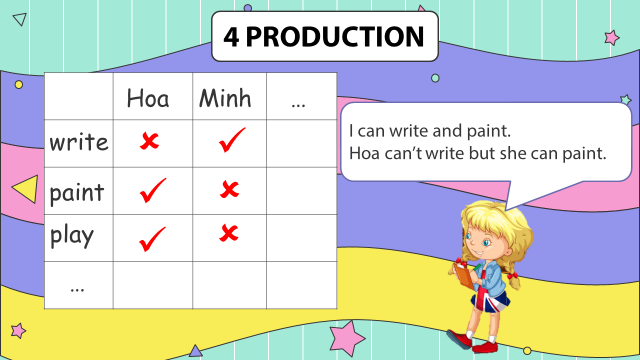 4 PRODUCTION
Hoa Minh ...
write
paint
play
...
I can write and paint.
Hoa can’t write but she can paint.